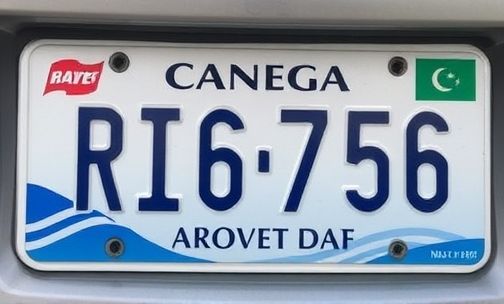 RAYES
CANEGA
RI6·756
AROVET DAF